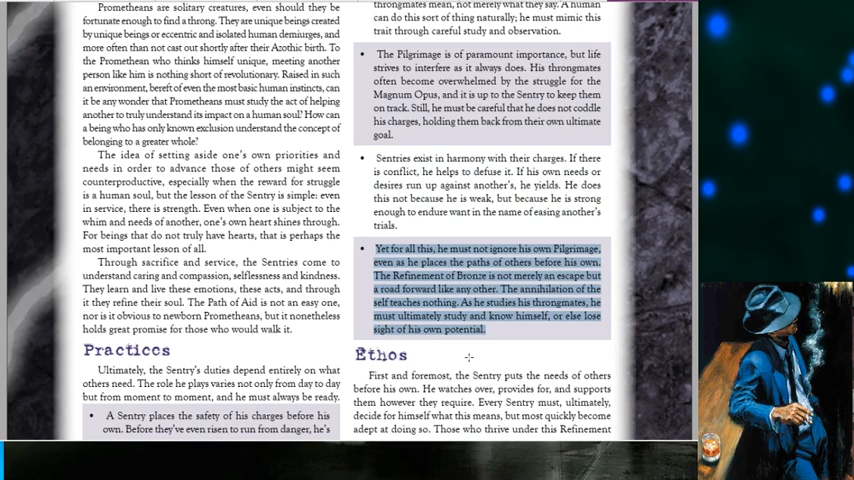 Prometheans are solitary creatures, even should they be
fortunate enough to find a throng. They are unique beings created
by unique beings or eccentric and isolated human demiurges, and
more often than not cast out shortly after their Azothic birth. To
the Promethean who thinks himself unique, meeting another
person like him is nothing short of revolutionary. Raised in such
an environment, bereft of even the most basic human instincts, can
it be any wonder that Prometheans must study the act of helping
another to truly understand its impact on a human soul? How can
a being who has only known exclusion understand the concept of
belonging to a greater whole?
The idea of setting aside one's own priorities and
needs in order to advance those of others might seem
counterproductive, especially when the reward for struggle
is a human soul, but the lesson of the Sentry is simple: even
in service, there is strength. Even when one is subject to the
whim and needs of another, one's own heart shines through.
For beings that do not truly have hearts, that is perhaps the
most important lesson of all.
Through sacrifice and service, the Sentries come to
understand caring and compassion, selflessness and kindness.
They learn and live these emotions, these acts, and through
it they refine their soul. The Path of Aid is not an easy one,
nor is it obvious to newborn Prometheans, but it nonetheless
holds great promise for those who would walk it.
Practices
Ultimately, the Sentry's duties depend entirely on what
others need. The role he plays varies not only from day to day
but from moment to moment, and he must always be ready.
• A Sentry places the safety of his charges before his
own. Before they've even risen to run from danger, he's
throngmates mean, not merely what they say. A human
can do this sort of thing naturally; he must mimic this
trait through careful study and observation.
• The Pilgrimage is of paramount importance, but life
strives to interfere as it always does. His throngmates
often become overwhelmed by the struggle for the
Magnum Opus, and it is up to the Sentry to keep them
on track. Still, he must be careful that he does not coddle
his charges, holding them back from their own ultimate
goal.
• Sentries exist in harmony with their charges. If there
is conflict, he helps to defuse it. If his own needs or
desires run up against another's, he yields. He does
this not because he is weak, but because he is strong
enough to endure want in the name of easing another's
trials.
• Yet for all this, he must not ignore his own Pilgrimage,
even as he places the paths of others before his own.
The Refinement of Bronze is not merely an escape but
a road forward like any other. The annihilation of the
self teaches nothing. As he studies his throngmates, he
must ultimately study and know himself, or else lose
sight of his own potential.
Ethos
First and foremost, the Sentry puts the needs of others
before his own. He watches over, provides for, and supports
them however they require. Every Sentry must, ultimately,
decide for himself what this means, but most quickly become
adept at doing so. Those who thrive under this Refinement